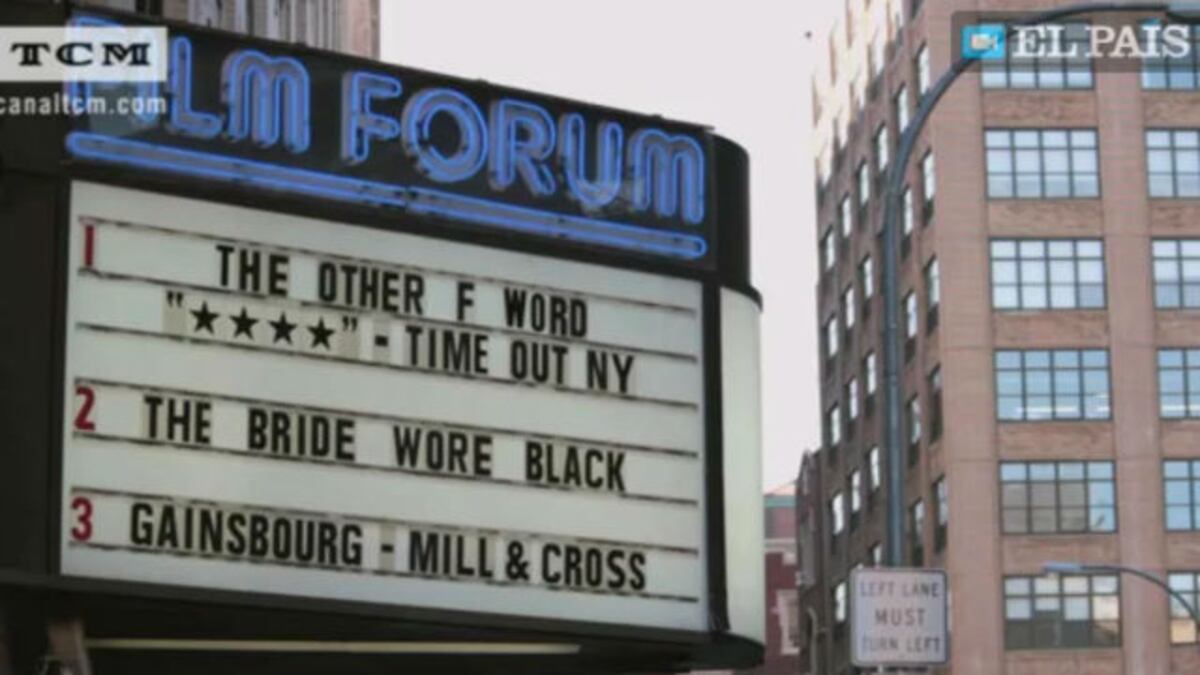 TCM
canaltcm.com
EL PAIS
FILM FORUM
1 THE OTHER F WORD
"★★★★" - TIME OUT NY
2 THE BRIDE WORE BLACK
3 GAINSBOURG - MILL & CROSS
LEFT LANE
MUST
TURN LEFT